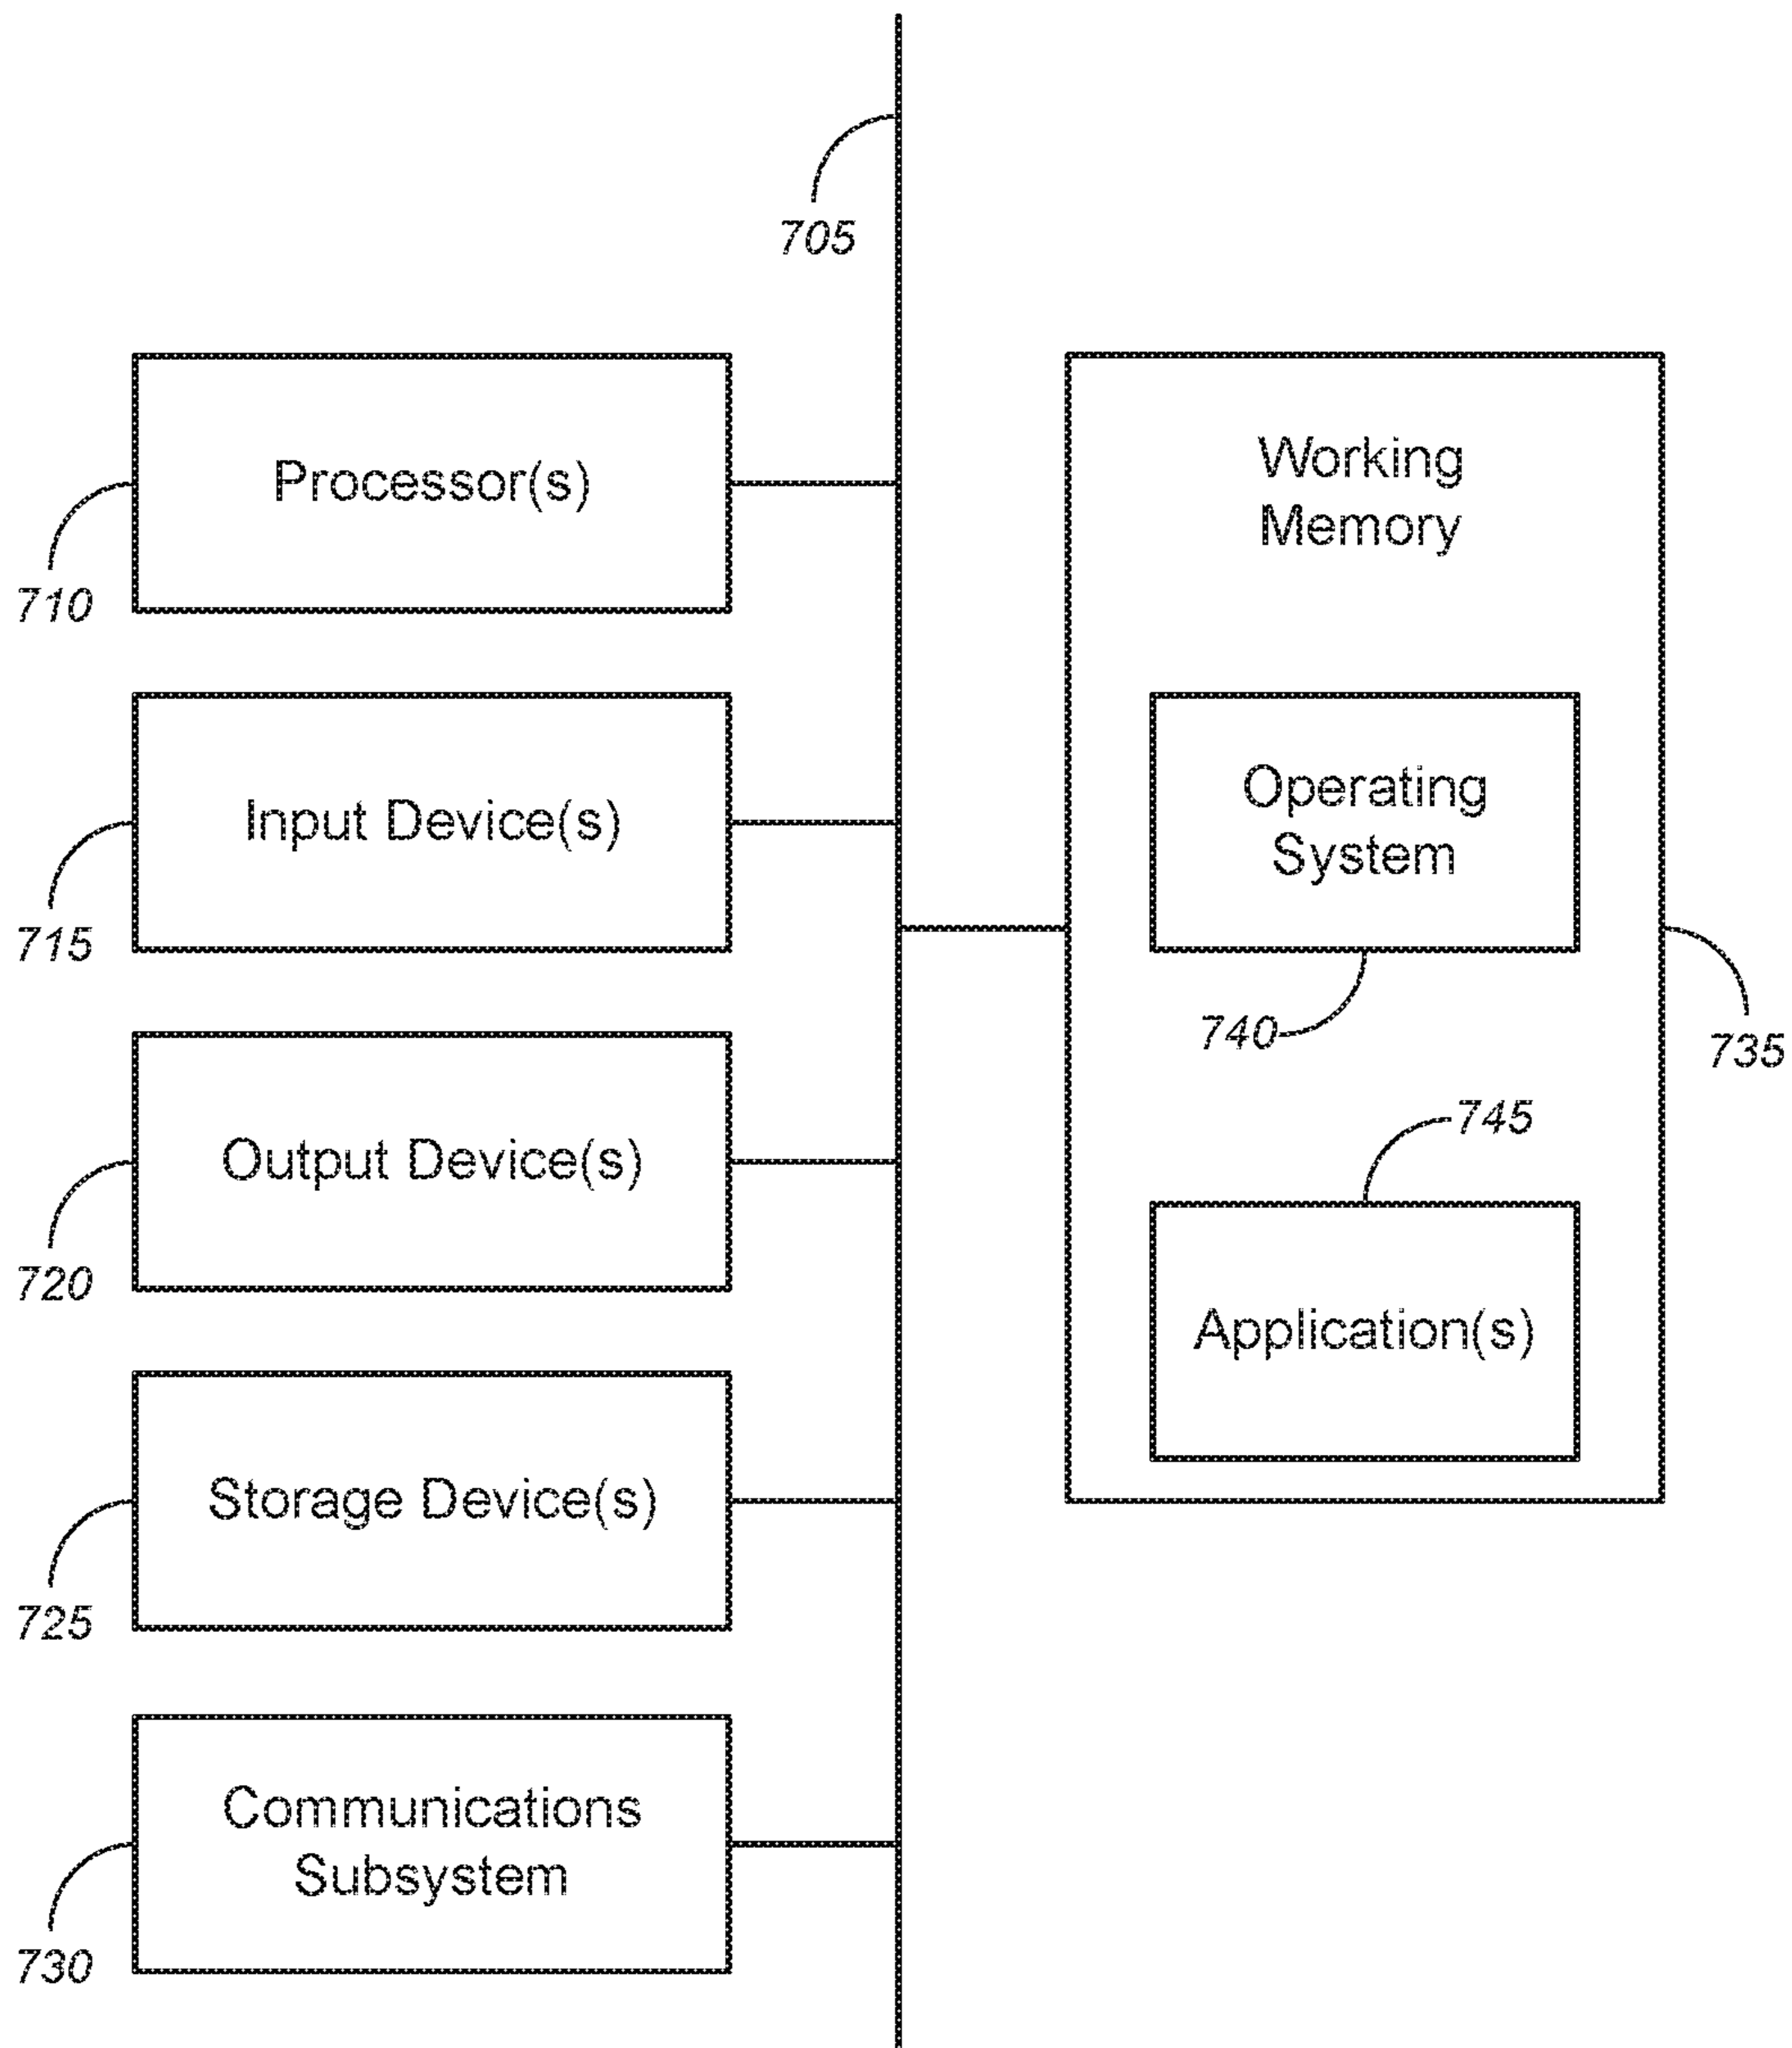 705
Processor(s)
710
Input Device(s)
715
Output Device(s)
720
Storage Device(s)
725
Communications
Subsystem
730
Working
Memory
Operating
System
740
735
745
Application(s)